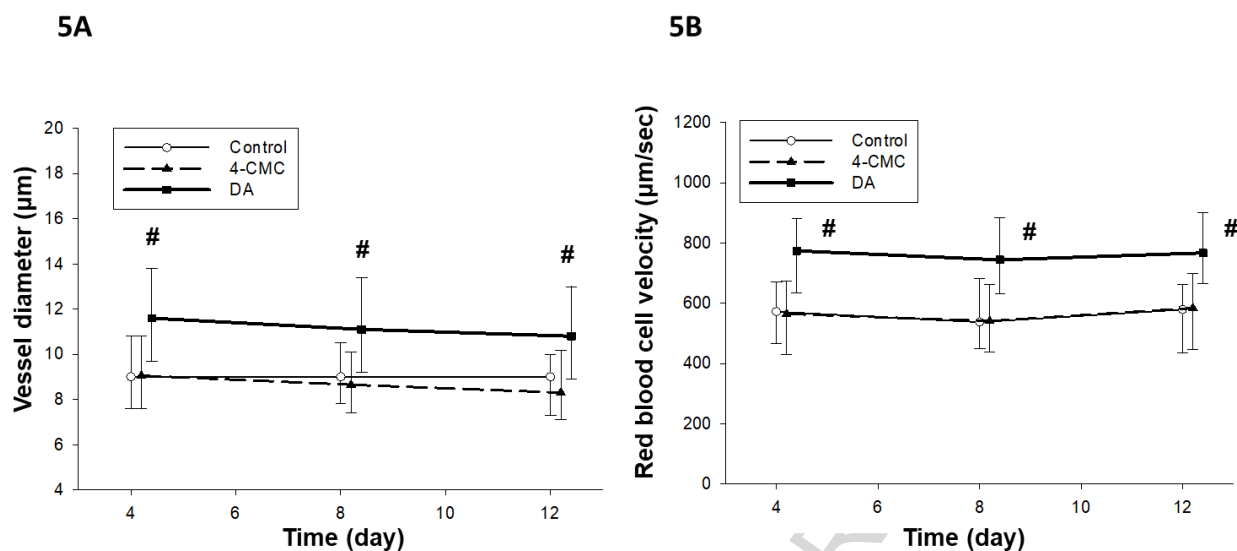 5A
5B
Vessel diameter (µm)
20
18
16
14
12
10
8
6
4
Control
4-CMC
DA
#
#
#
4
6
8
10
12
Time (day)
Red blood cell velocity (µm/sec)
1200
1000
800
600
400
200
0
Control
4-CMC
DA
#
#
#
4
6
8
10
12
Time (day)